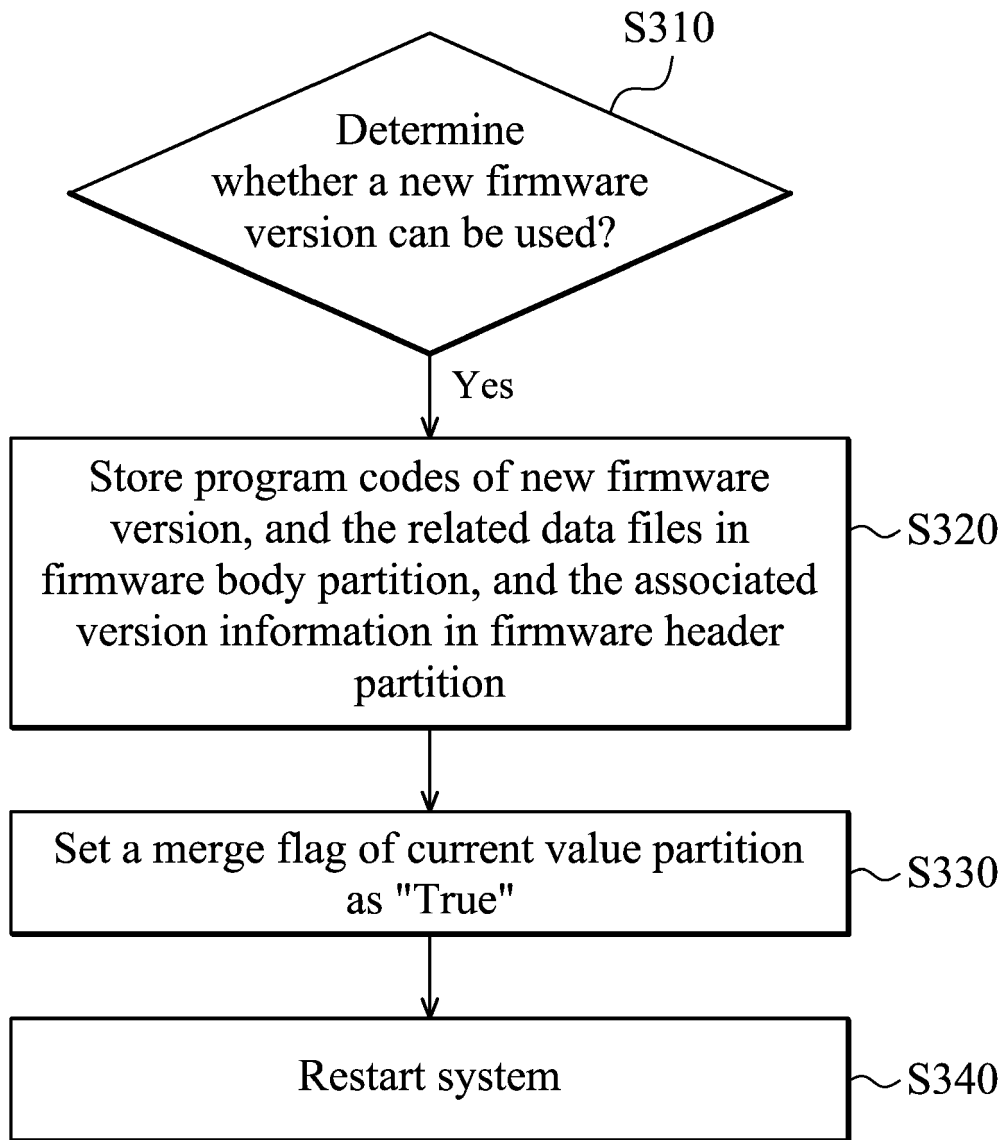 S310
Determine
whether a new firmware
version can be used?
Yes
Store program codes of new firmware
version, and the related data files in
firmware body partition, and the associated
version information in firmware header
partition
S320
Set a merge flag of current value partition
as "True"
S330
Restart system
S340